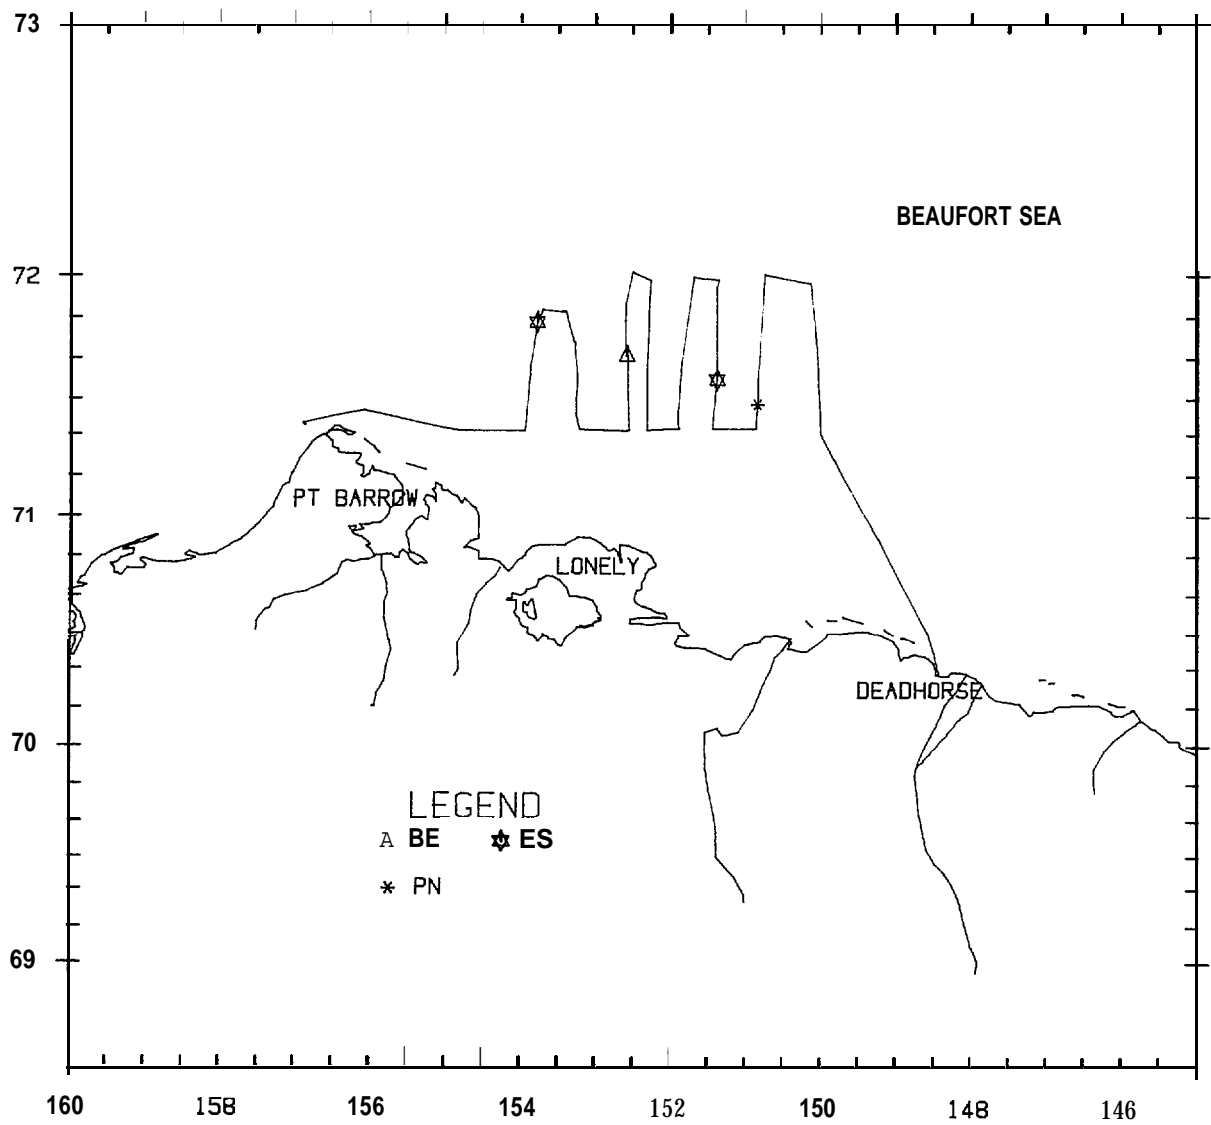 73
BEAUFORT SEA
72
PT BARROW
71
LONELY
DEADHORSE
70
LEGEND
A BE ES
PN
69
160 158 156 154 152 150 148 146